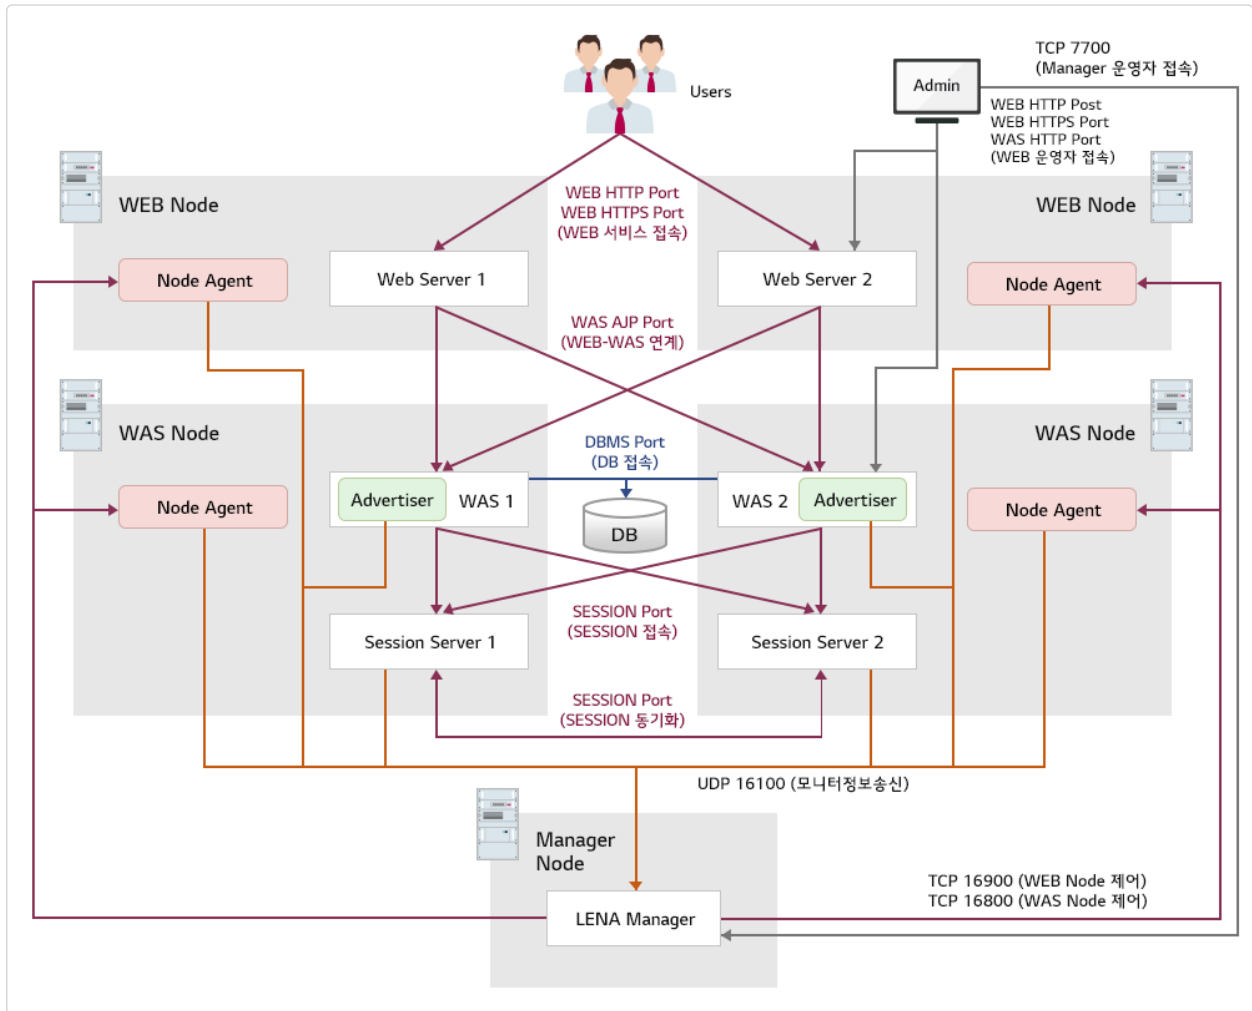 TCP 7700
(Manager 운영자 접속)
Users
Admin
WEB HTTP Post
WEB HTTPS Port
WAS HTTP Port
(WEB 운영자 접속)
WEB Node
WEB HTTP Port
WEB HTTPS Port
(WEB 서비스 접속)
WEB Node
Node Agent
Web Server 1
Web Server 2
Node Agent
WAS AJP Port
(WEB-WAS 연계)
WAS Node
DBMS Port
(DB 접속)
WAS Node
Node Agent
Advertiser
WAS 1
DB
WAS 2
Advertiser
Node Agent
SESSION Port
(SESSION 접속)
Session Server 1
Session Server 2
SESSION Port
(SESSION 동기화)
UDP 16100 (모니터정보송신)
Manager
Node
LENA Manager
TCP 16900 (WEB Node 제어)
TCP 16800 (WAS Node 제어)